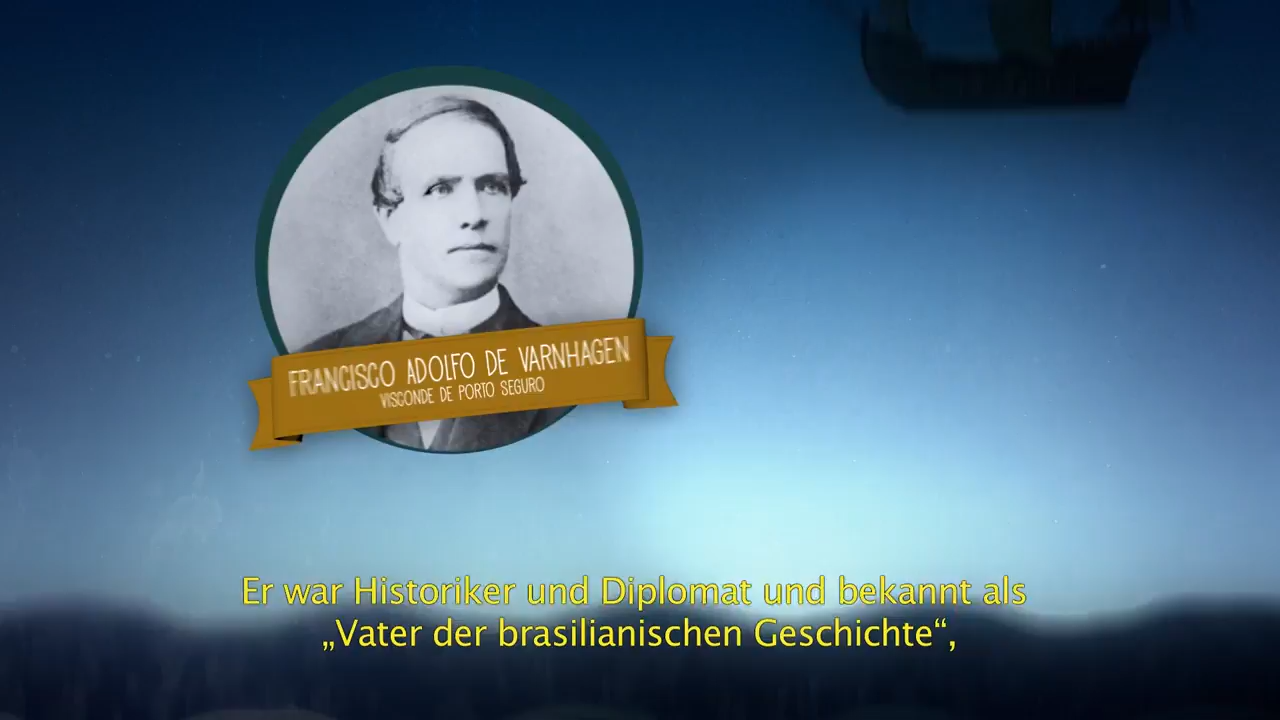 FRANCISCO ADOLFO DE VARNHAGEN
VISCONDE DE PORTO SEGURO
Er war Historiker und Diplomat und bekannt als
„Vater der brasilianischen Geschichte“,